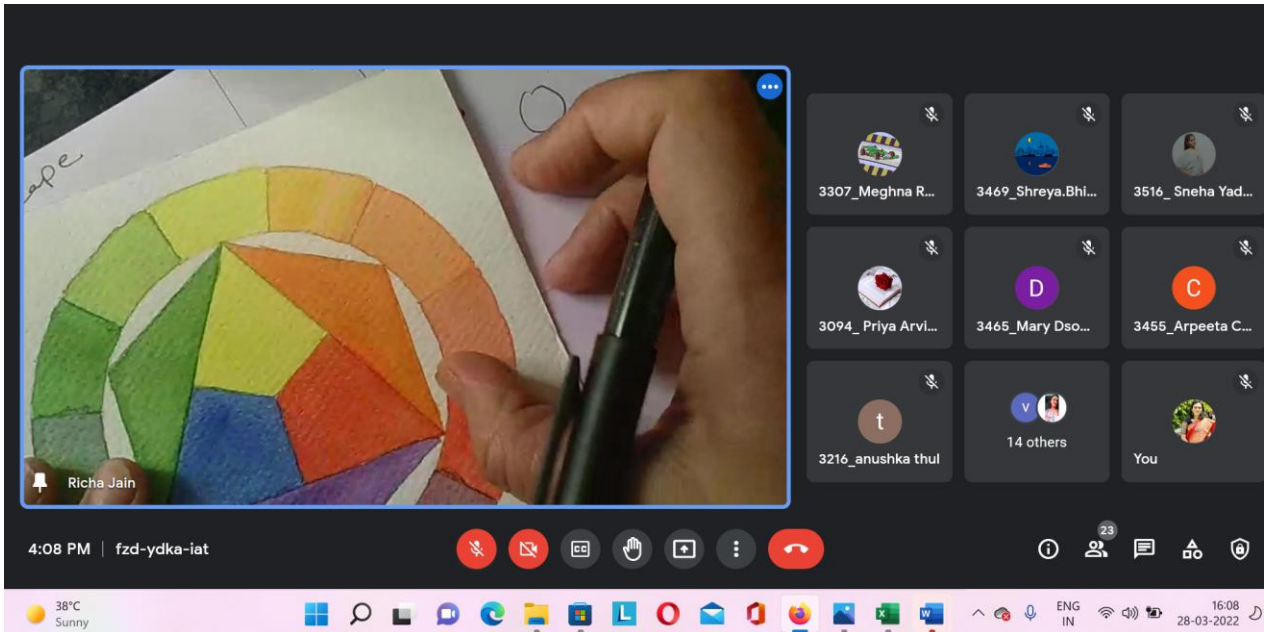 ape
Richa Jain
3307_Meghna R...
3469_Shreya.Bhi...
3516_ Sneha Yad...
3094_ Priya Arvi...
D
3465_Mary Dso...
C
3455_Arpeeta C...
t
3216_anushka thul
V
14 others
You
4:08 PM | fzd-ydka-iat
CC
23
38°C
Sunny
L
ENG
IN
16:08
28-03-2022